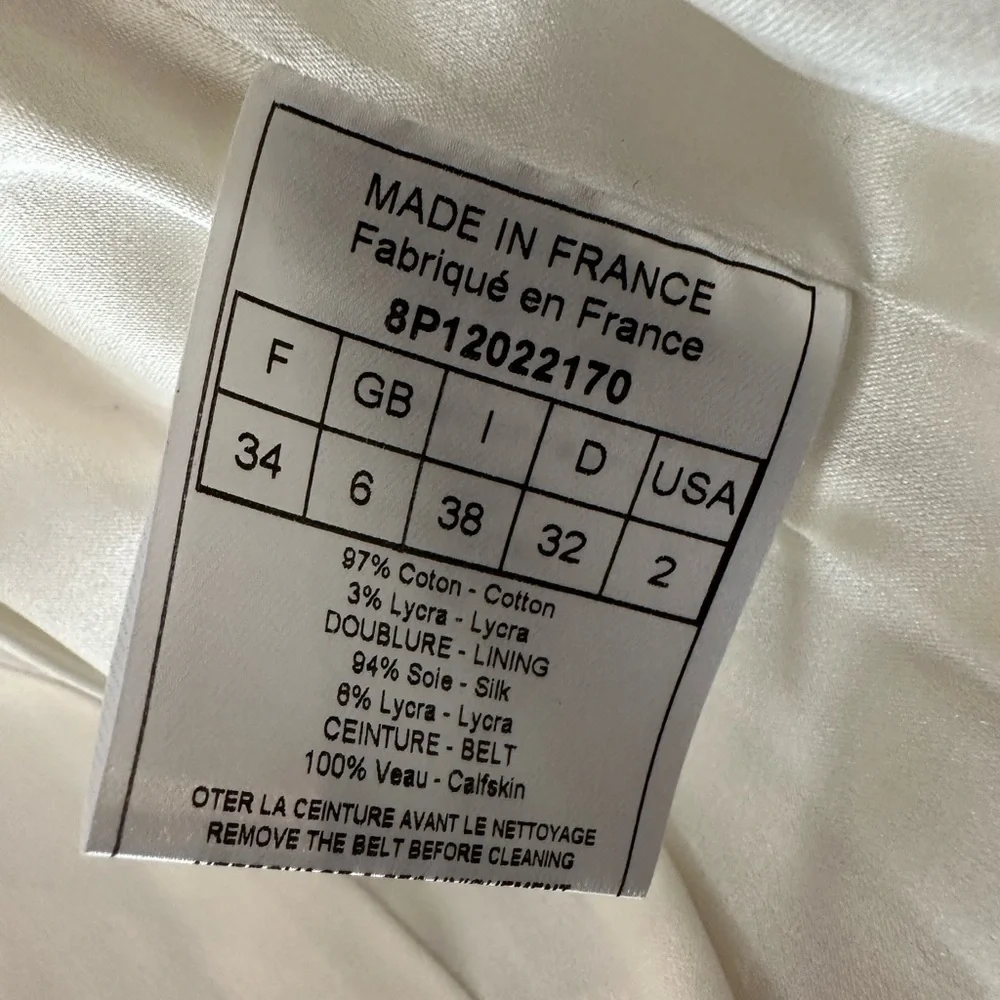 MADE IN FRANCE
Fabriqué en France
8P12022170
F GB I D USA
34 6 38 32 2
97% Coton - Cotton
3% Lycra - Lycra
DOUBLURE - LINING
94% Soie - Silk
6% Lycra - Lycra
CEINTURE - BELT
100% Veau - Calfskin
OTER LA CEINTURE AVANT LE NETTOYAGE
REMOVE THE BELT BEFORE CLEANING